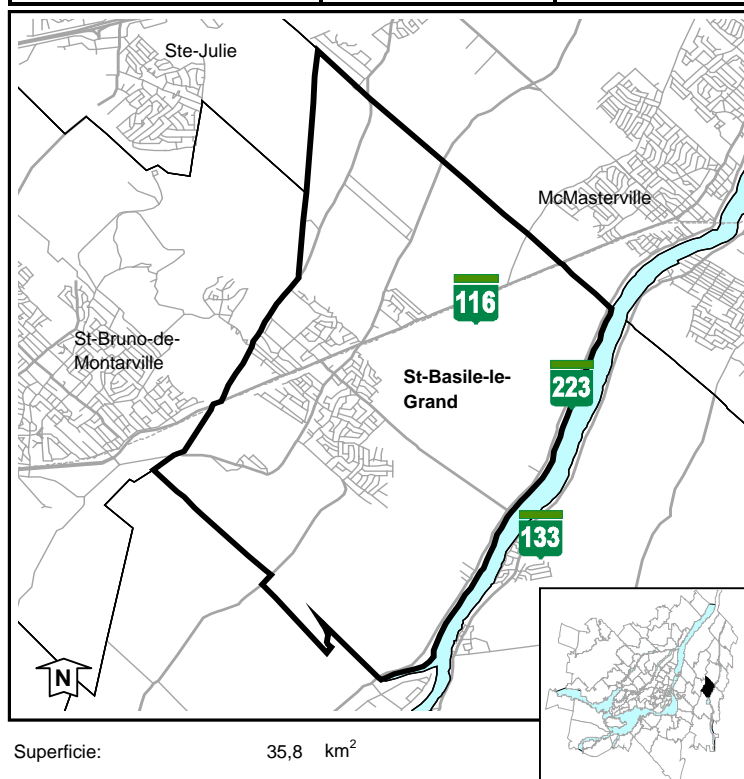 Ste-Julie
McMasterville
116
St-Bruno-de-
Montarville
St-Basile-le-
Grand
223
133
N
Superficie: 35,8 km²